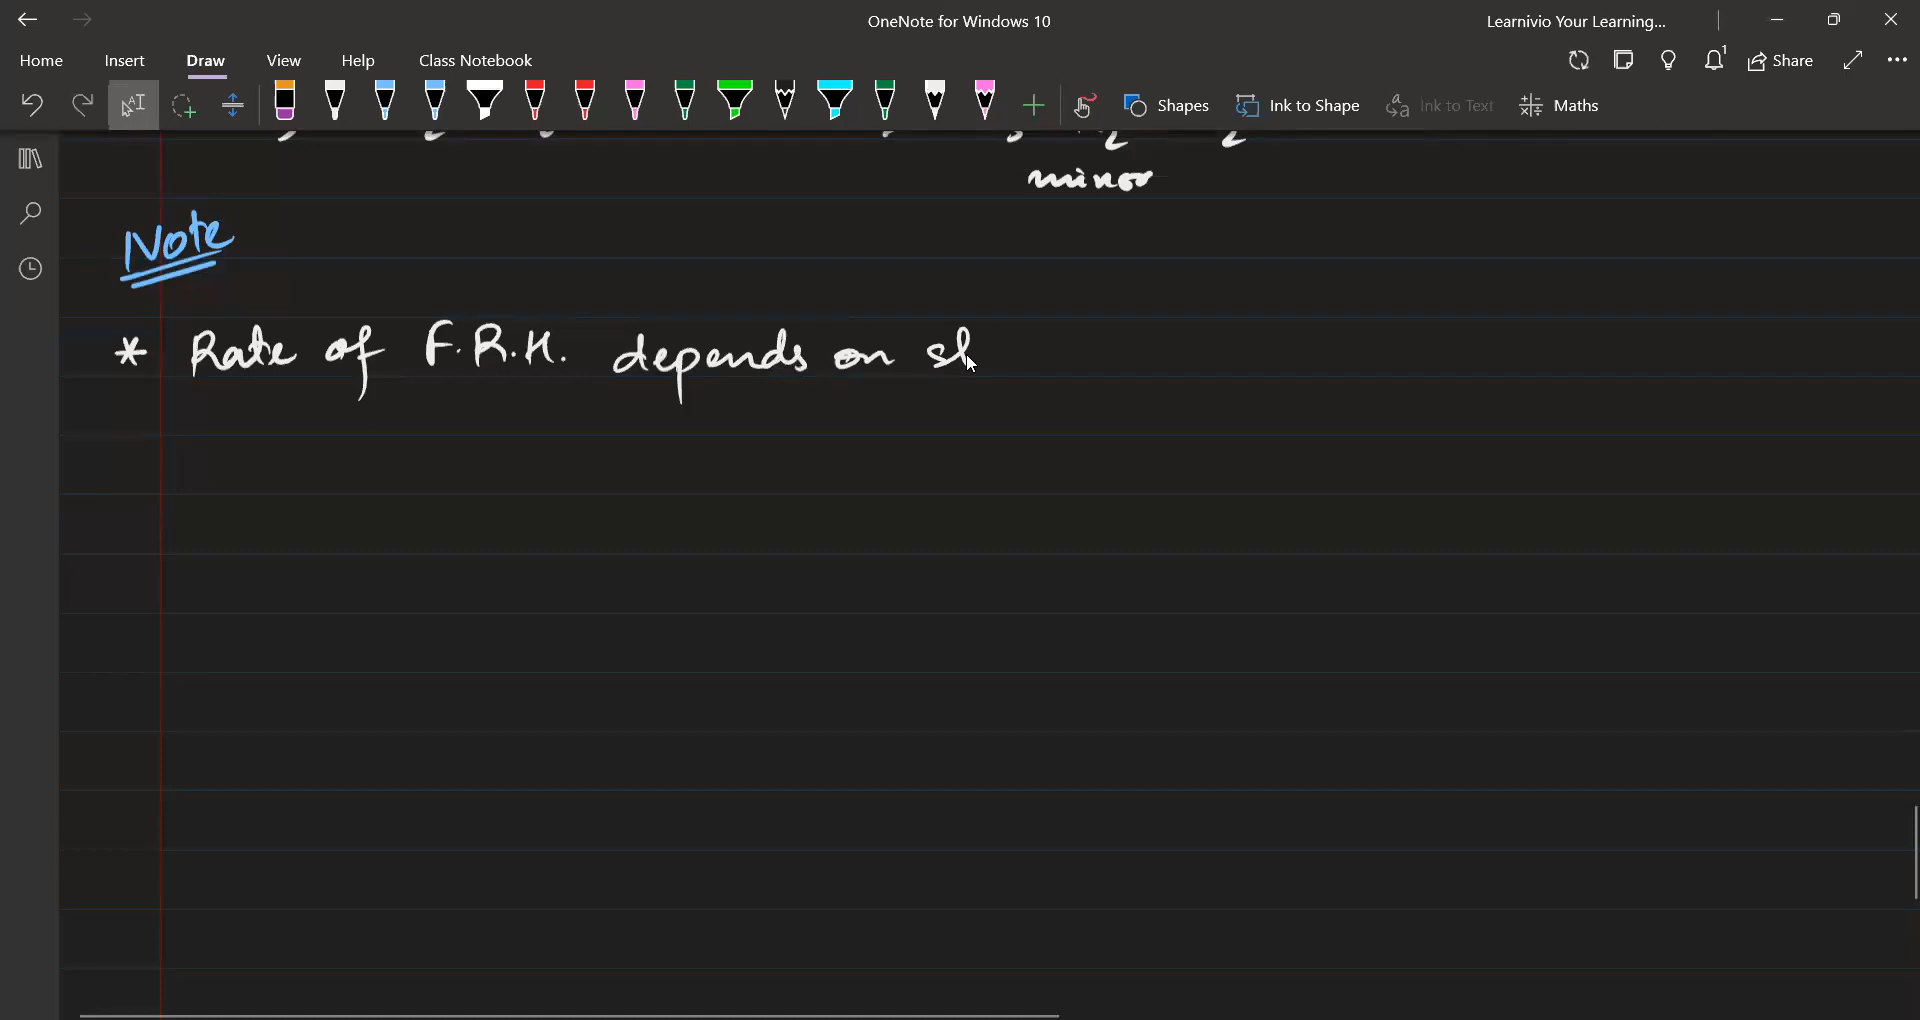 OneNote for Windows 10
Learnivio Your Learning...
Home Insert Draw View Help Class Notebook
Share
Shapes Ink to Shape Ink to Text Maths
minor
Note
* Rate of F.R.H. depends on